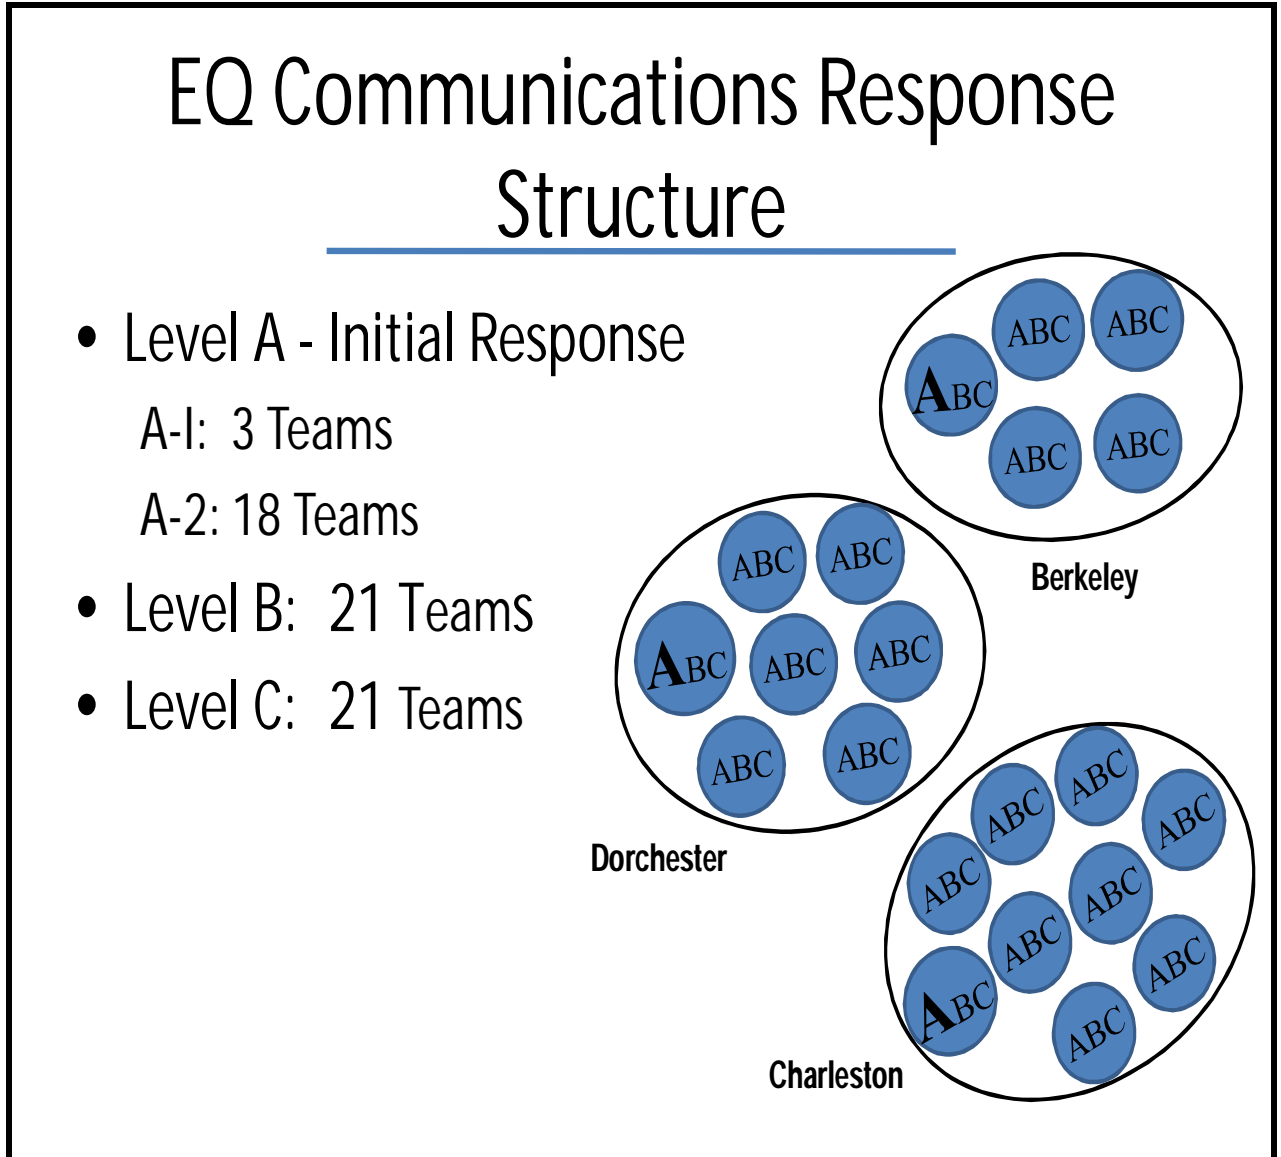 EQ Communications Response
Structure
• Level A - Initial Response
A-I: 3 Teams
A-2: 18 Teams
• Level B: 21 Teams
• Level C: 21 Teams
ABC
ABC
ABC
ABC
ABC
Berkeley
ABC
ABC
ABC
ABC
ABC
ABC
ABC
Dorchester
ABC
ABC
ABC
ABC
ABC
ABC
ABC
ABC
ABC
Charleston